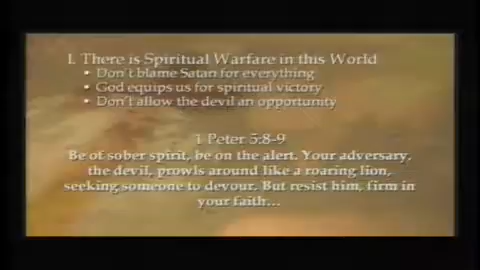 I. There is Spiritual Warfare in this World
• Don't blame Satan for everything
• God equips us for spiritual victory
• Don't allow the devil an opportunity
1 Peter 5:8-9
Be of sober spirit, be on the alert. Your adversary,
the devil, prowls around like a roaring lion,
seeking someone to devour. But resist him, firm in
your faith...